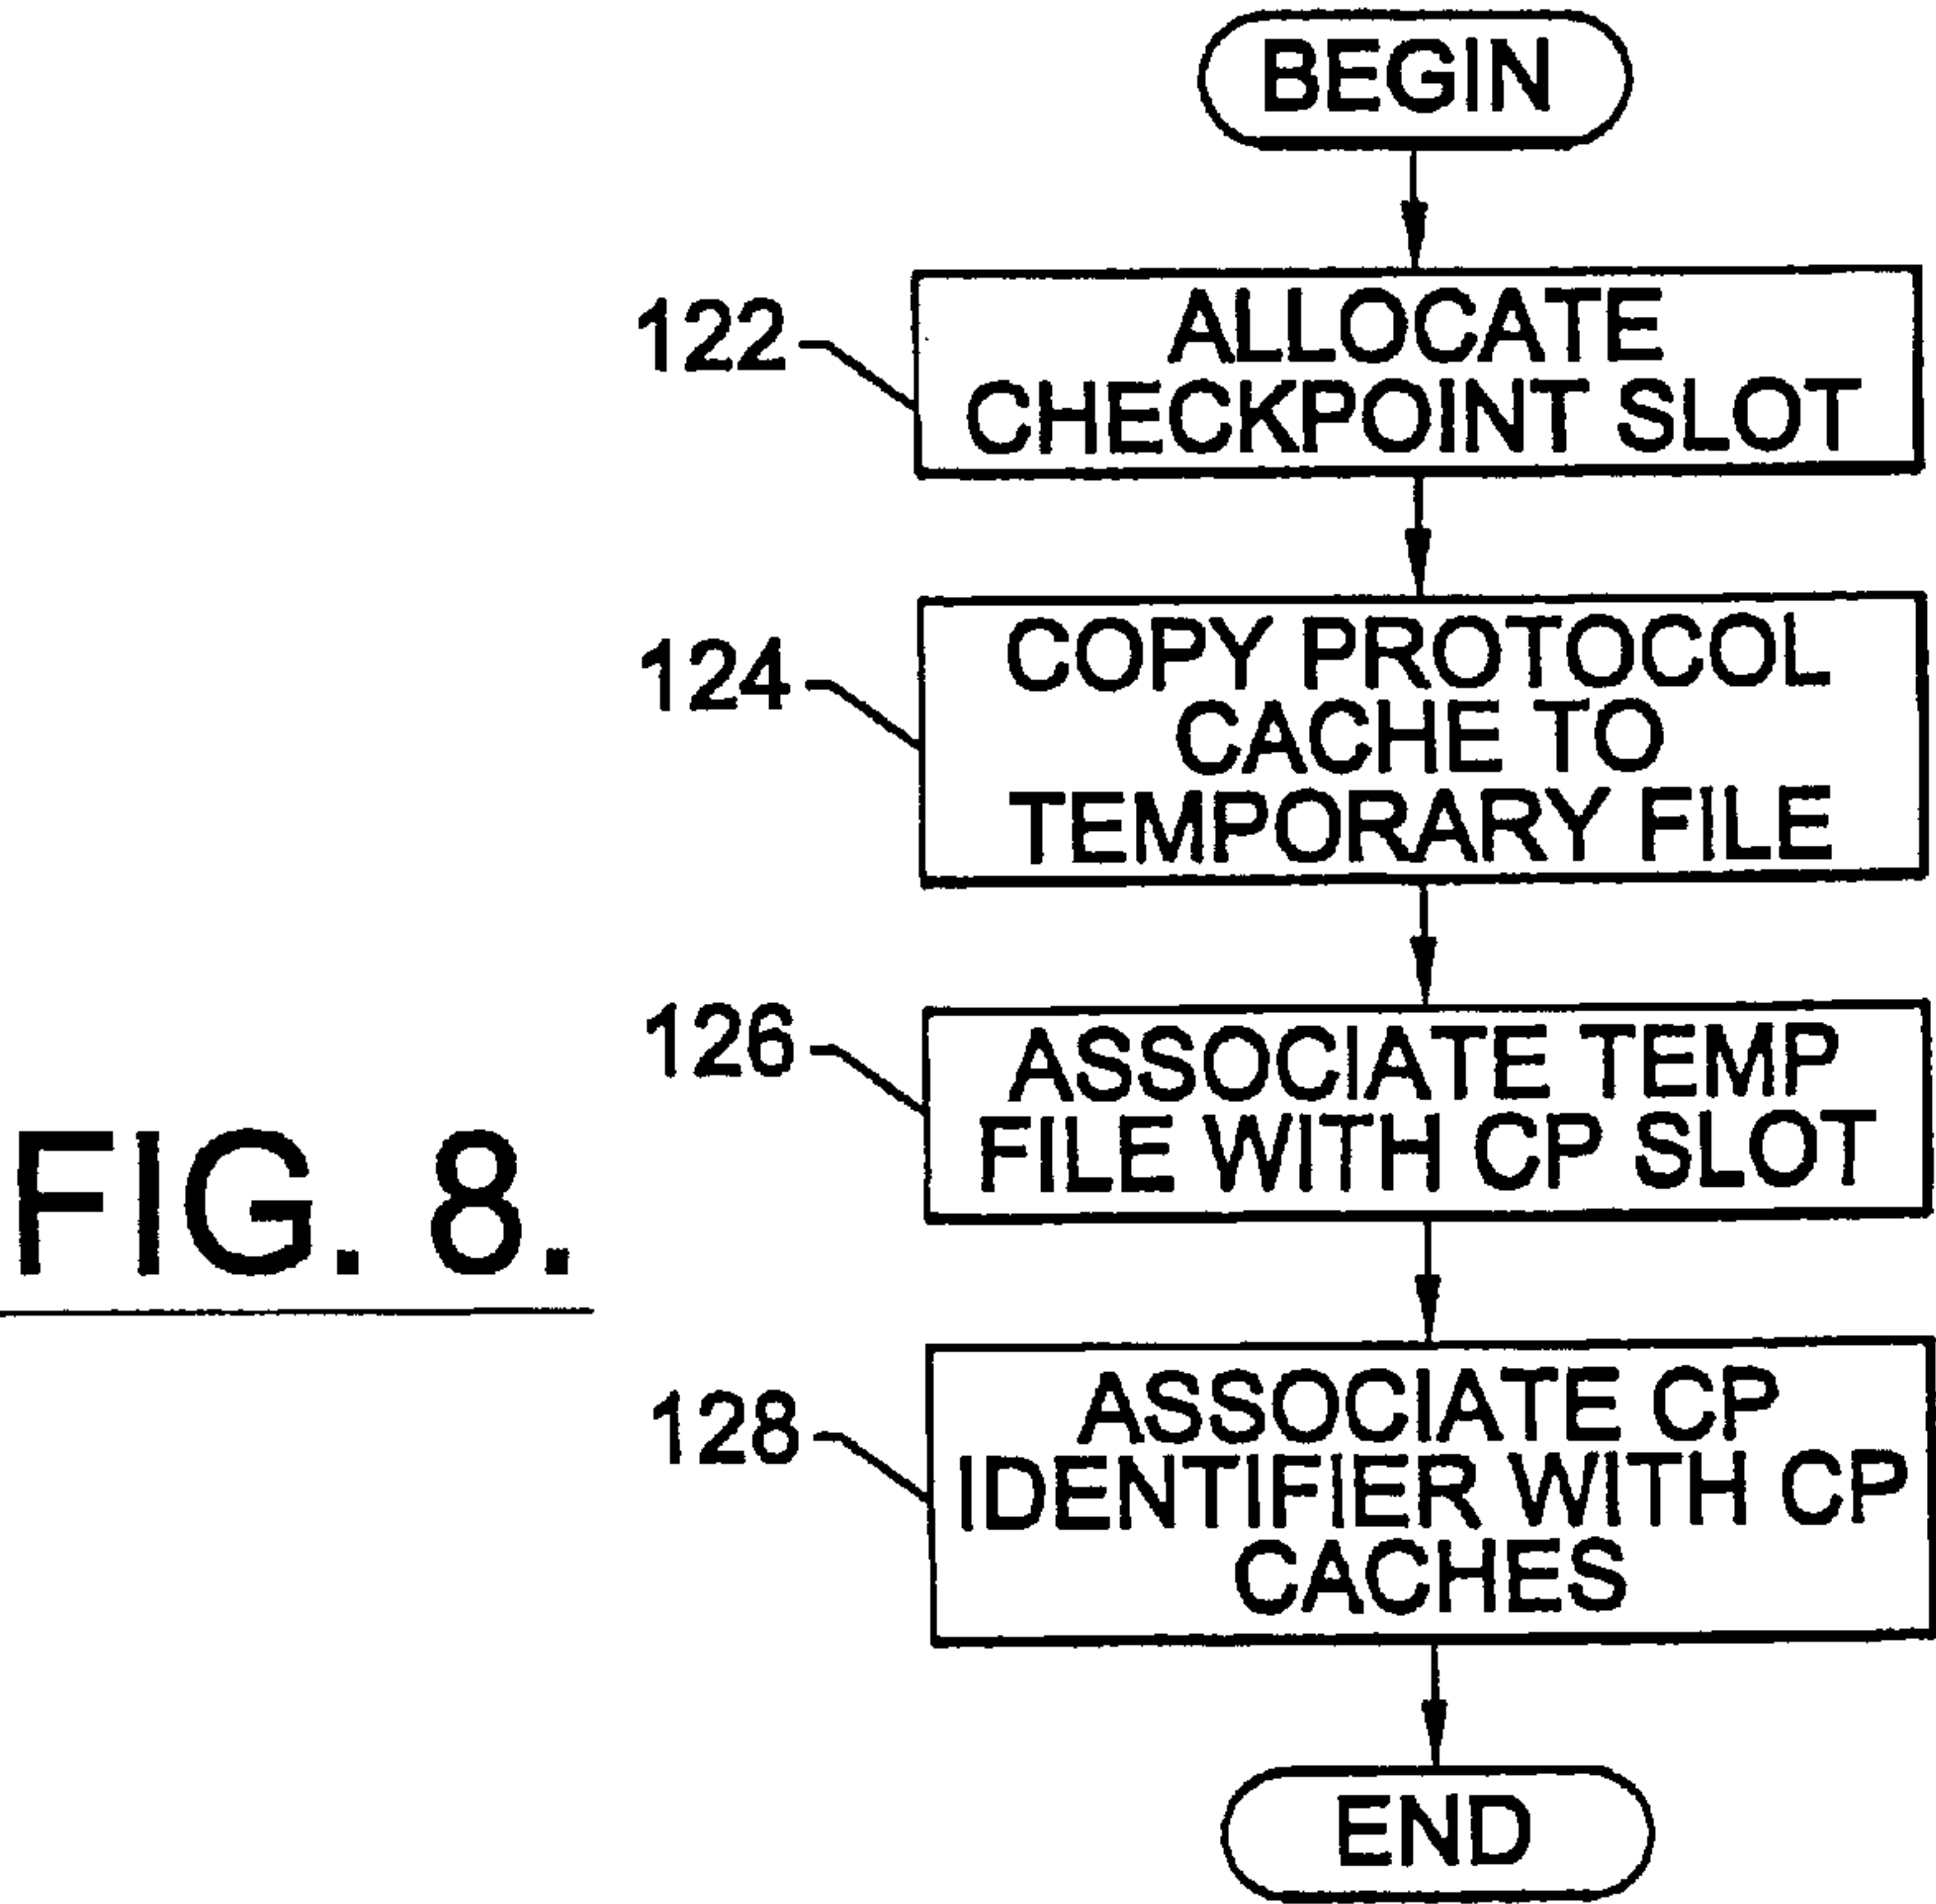 BEGIN
122
ALLOCATE
CHECKPOINT SLOT
124
COPY PROTOCOL
CACHE TO
TEMPORARY FILE
126
ASSOCIATE TEMP
FILE WITH CP SLOT
FIG. 8.
128
ASSOCIATE CP
IDENTIFIER WITH CP
CACHES
END